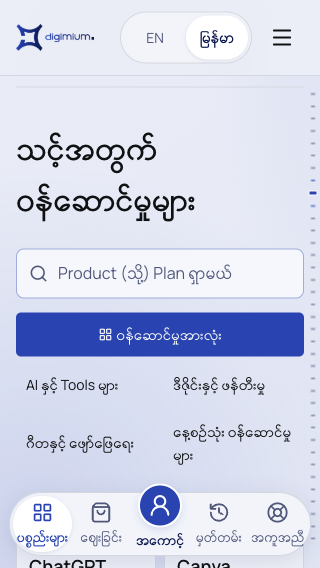 digimium.
EN
မြန်မာ
သင့်အတွက်
ဝန်ဆောင်မှုများ
Product (သို့) Plan ရှာမယ်
ဝန်ဆောင်မှုအားလုံး
AI နှင့် Tools များ
ဒီဇိုင်းနှင့် ဖန်တီးမှု
ဂီတနှင့် ဖျော်ဖြေရေး
နေ့စဉ်သုံး ဝန်ဆောင်မှု
များ
ပစ္စည်းများ
ဈေးခြင်း
အကောင့်
မှတ်တမ်း
အကူအညီ
ChatGPT
Canva